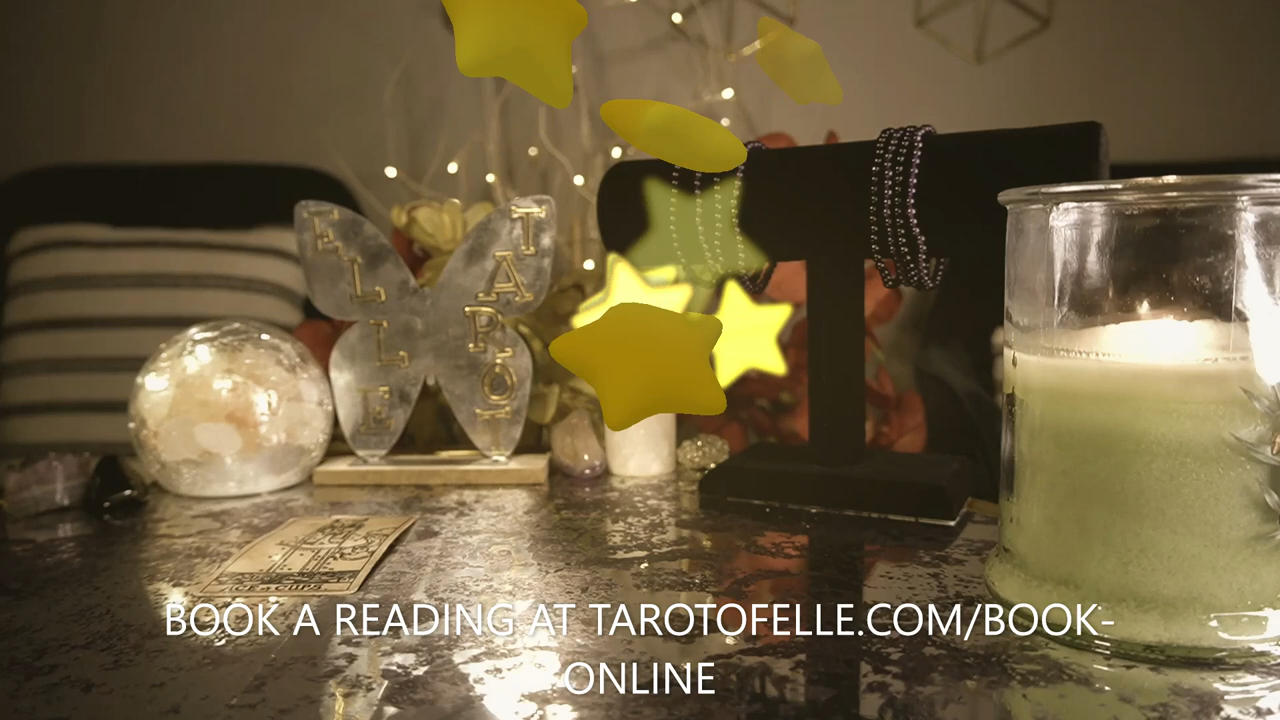 ELLE
TAROT
BOOK A READING AT TAROTOFELLE.COM/BOOK-
ONLINE